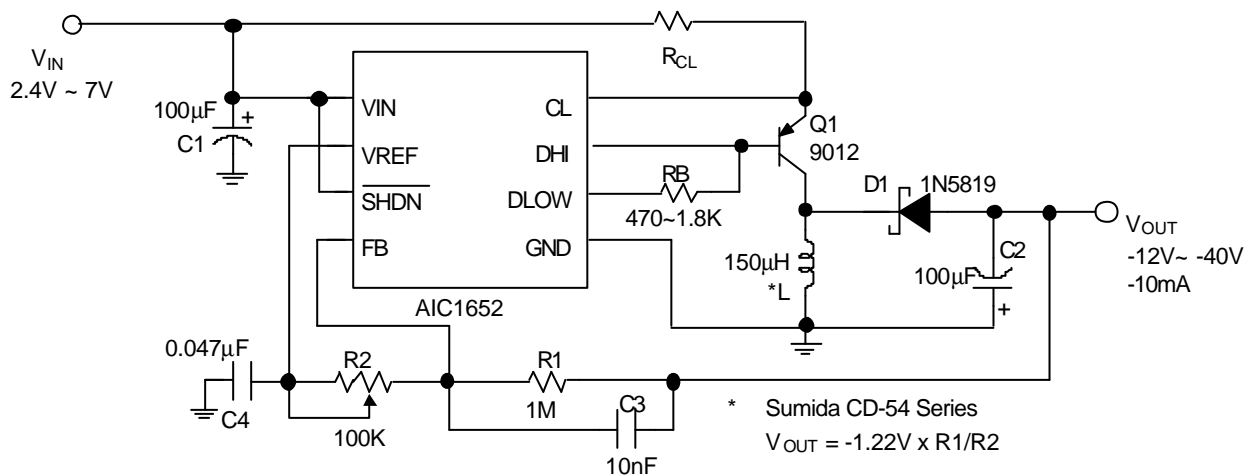 V_IN
2.4V ~ 7V
100µF
+
C1
R_CL
VIN
VREF
SHDN
FB
CL
DHI
DLOW
GND
AIC1652
RB
470~1.8K
Q1
9012
D1
1N5819
150µH
*L
100µF
C2
+
V_OUT
-12V~ -40V
-10mA
0.047µF
C4
R2
100K
R1
1M
C3
10nF
* Sumida CD-54 Series
V_OUT = -1.22V x R1/R2